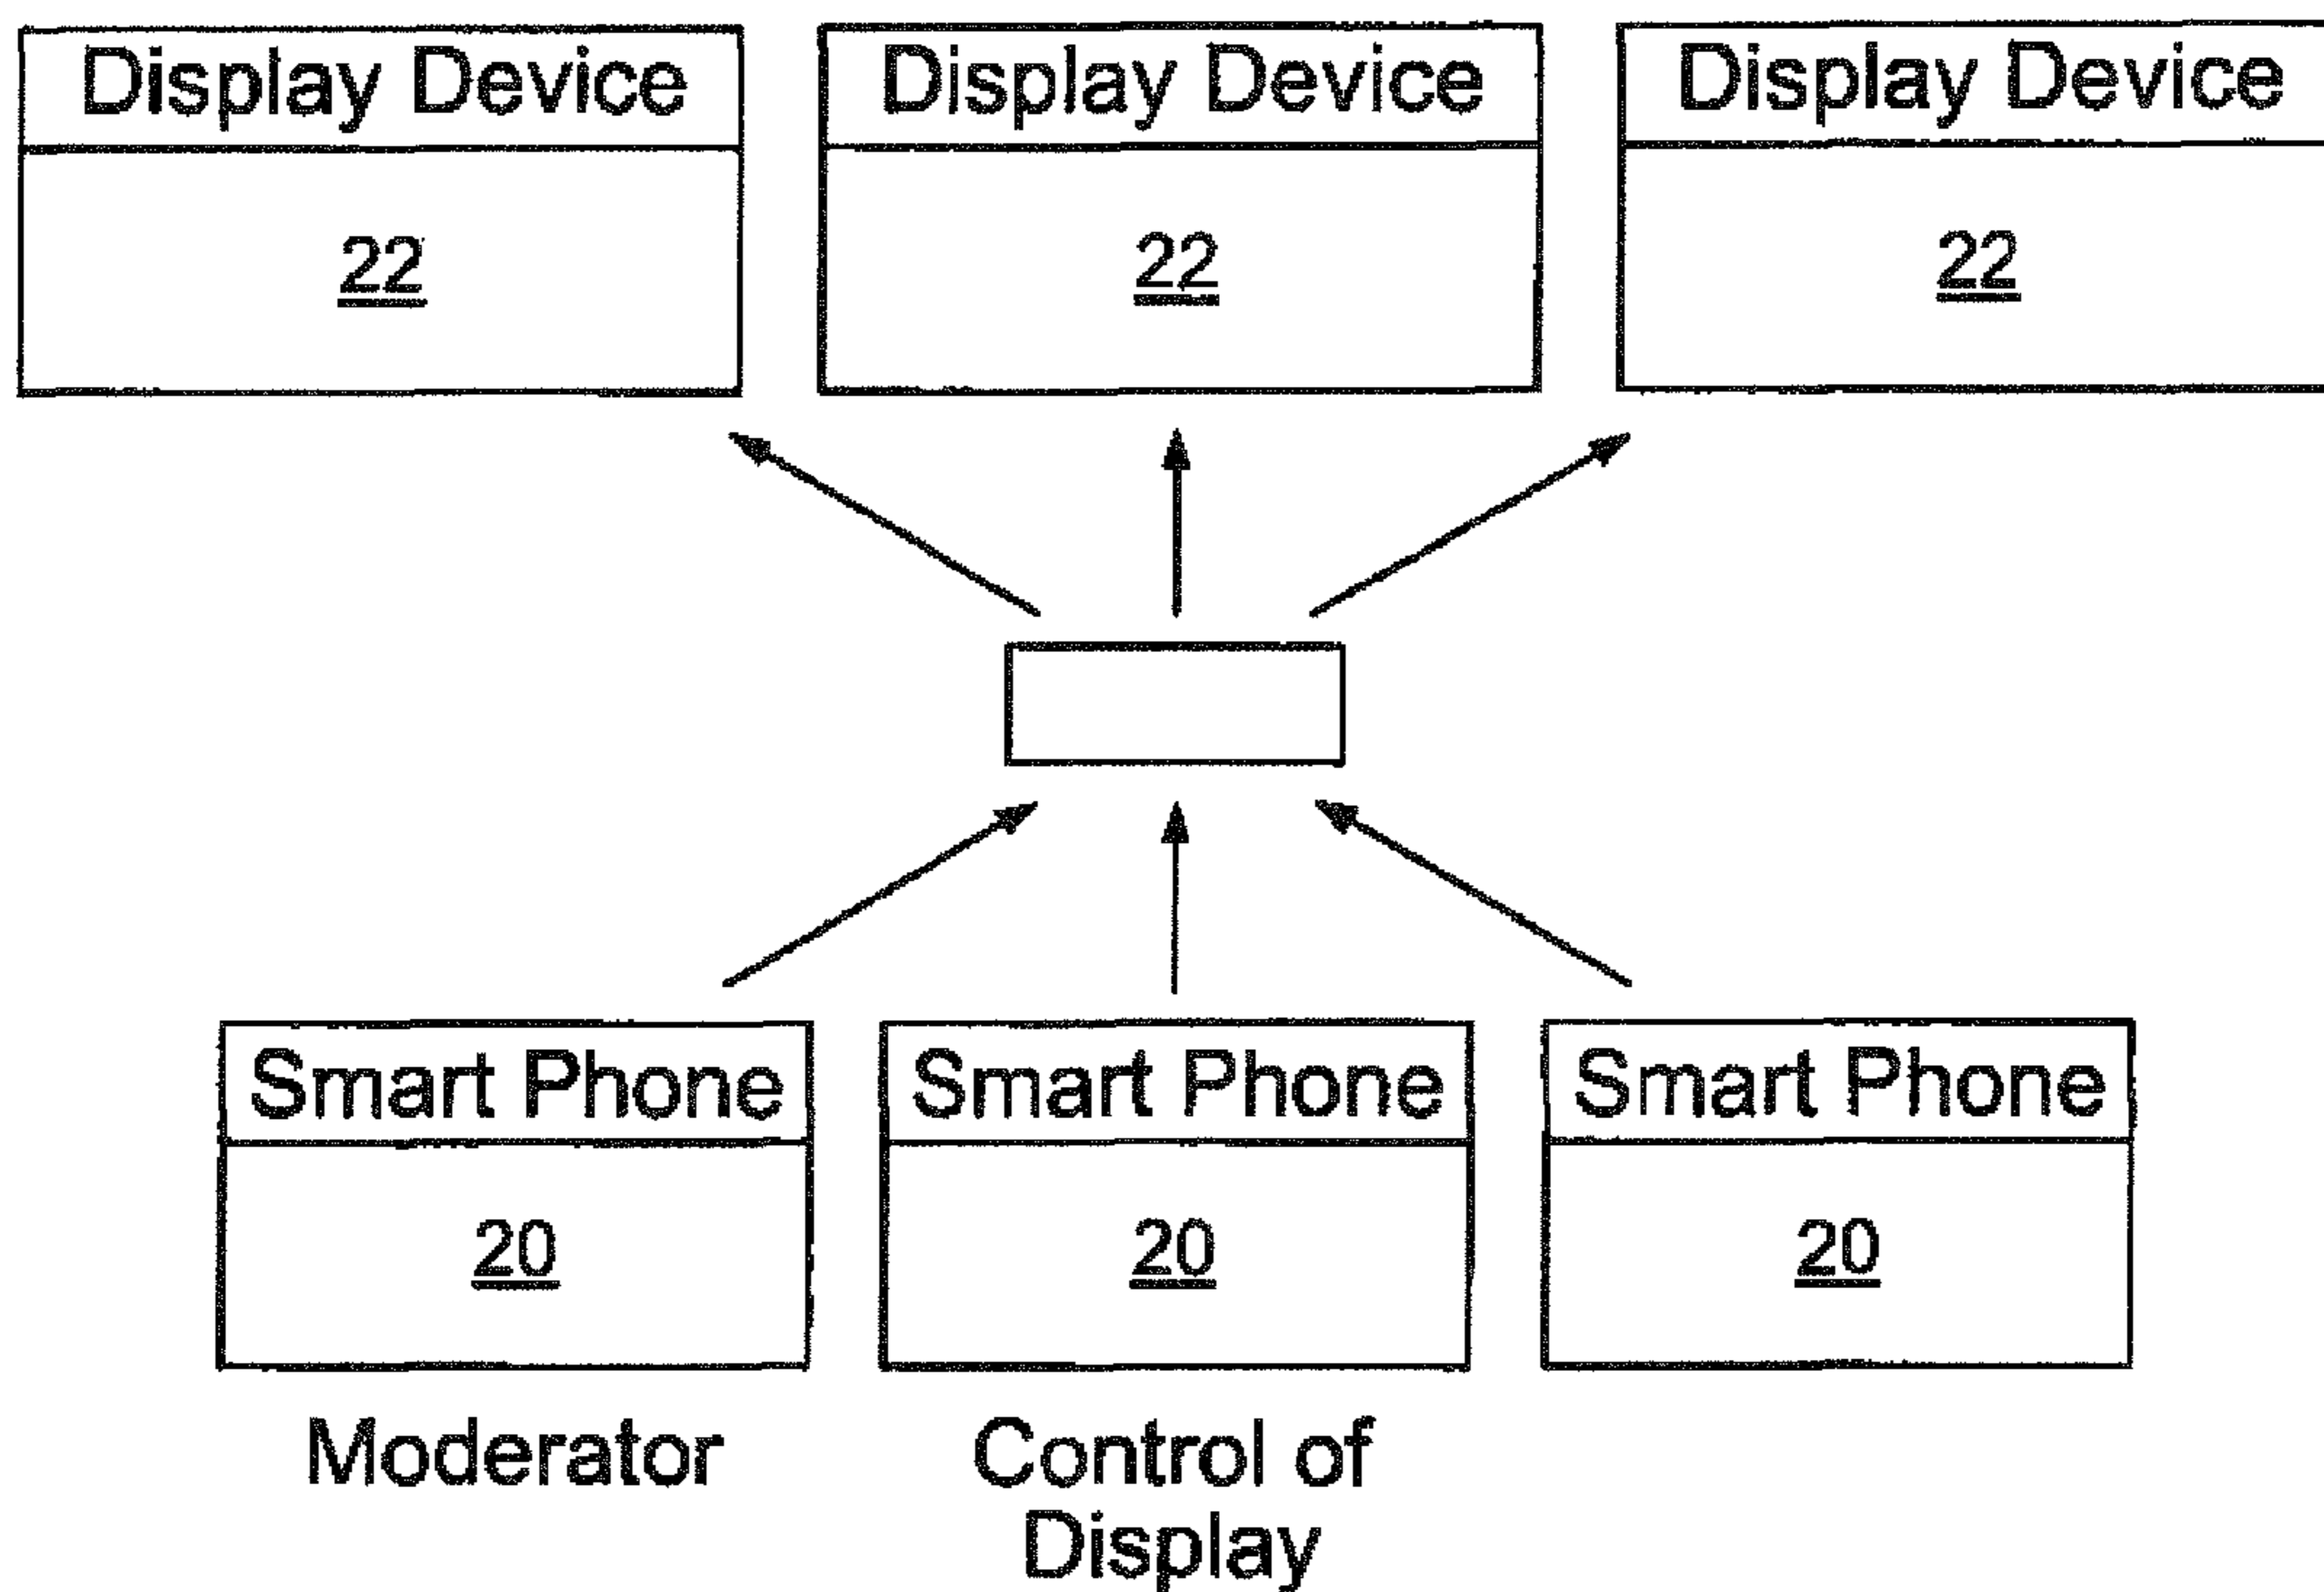 Display Device Display Device Display Device
22 22 22
Smart Phone Smart Phone Smart Phone
20 20 20
Moderator Control of
Display